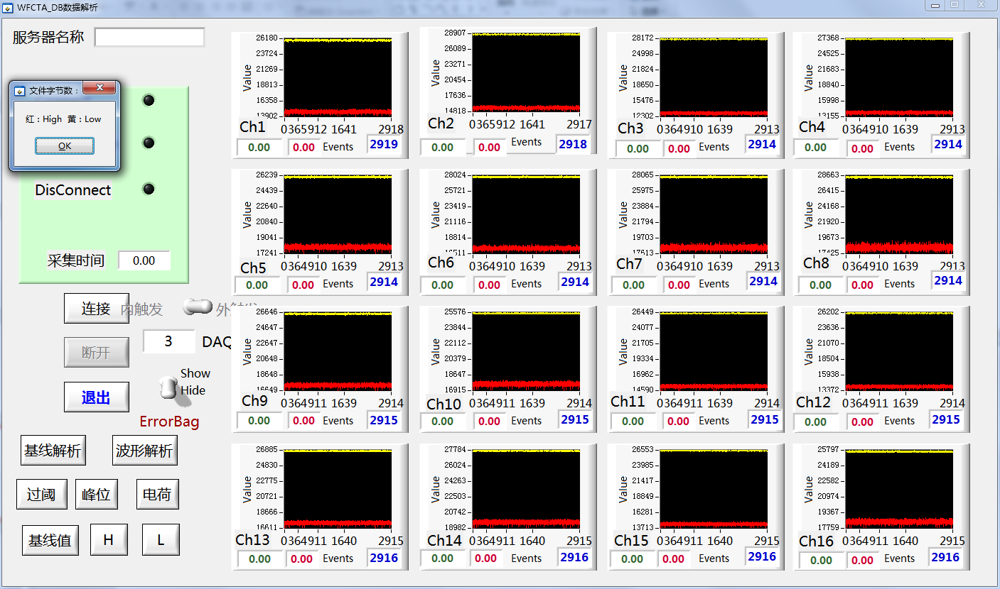 WFCTA_DB数据解析
服务器名称
文件字节数：
红：High 黄：Low
OK
DisConnect
采集时间 0.00
连接 内触发
断开 3 DAQ
Show
Hide
退出
ErrorBag
基线解析 波形解析
过阈 峰位 电荷
基线值 H L
26180
23724
21269
18813
16358
13902
Value
Ch1 0365912 1641 2918
0.00 0.00 Events 2919
28907
26089
23271
20454
17636
14818
Value
Ch2 0365912 1641 2917
0.00 0.00 Events 2918
28172
24998
21824
18650
15476
12302
Value
Ch3 0364910 1639 2913
0.00 0.00 Events 2914
27368
24525
21683
18840
15998
13155
Value
Ch4 0364910 1639 2913
0.00 0.00 Events 2914
26239
24439
22640
20840
19041
17241
Value
Ch5 0364910 1639 2913
0.00 0.00 Events 2914
28024
25721
23419
21116
18814
Value
Ch6 0364910 1639 2913
0.00 0.00 Events 2914
28065
25975
23884
21794
19703
17613
Value
Ch7 0364910 1639 2913
0.00 0.00 Events 2914
28663
26415
24168
21920
19673
17425
Value
Ch8 0364910 1639 2913
0.00 0.00 Events 2914
26646
24647
22647
20648
18648
16649
Value
Ch9 0364911 1639 2914
0.00 0.00 Events 2915
25576
23844
22112
20379
18647
16915
Value
Ch10 0364911 1639 2914
0.00 0.00 Events 2915
26449
24077
21705
19334
16962
14590
Value
Ch11 0364911 1639 2914
0.00 0.00 Events 2915
26202
23636
21070
18504
15938
13372
Value
Ch12 0364911 1639 2914
0.00 0.00 Events 2915
26885
24830
22775
20721
18666
16611
Value
Ch13 0364911 1640 2915
0.00 0.00 Events 2916
27784
26024
24263
22503
20742
18982
Value
Ch14 0364911 1640 2915
0.00 0.00 Events 2916
26553
23985
21417
18849
16281
13713
Value
Ch15 0364911 1640 2915
0.00 0.00 Events 2916
25797
24189
22582
20974
19367
17759
Value
Ch16 0364911 1640 2915
0.00 0.00 Events 2916